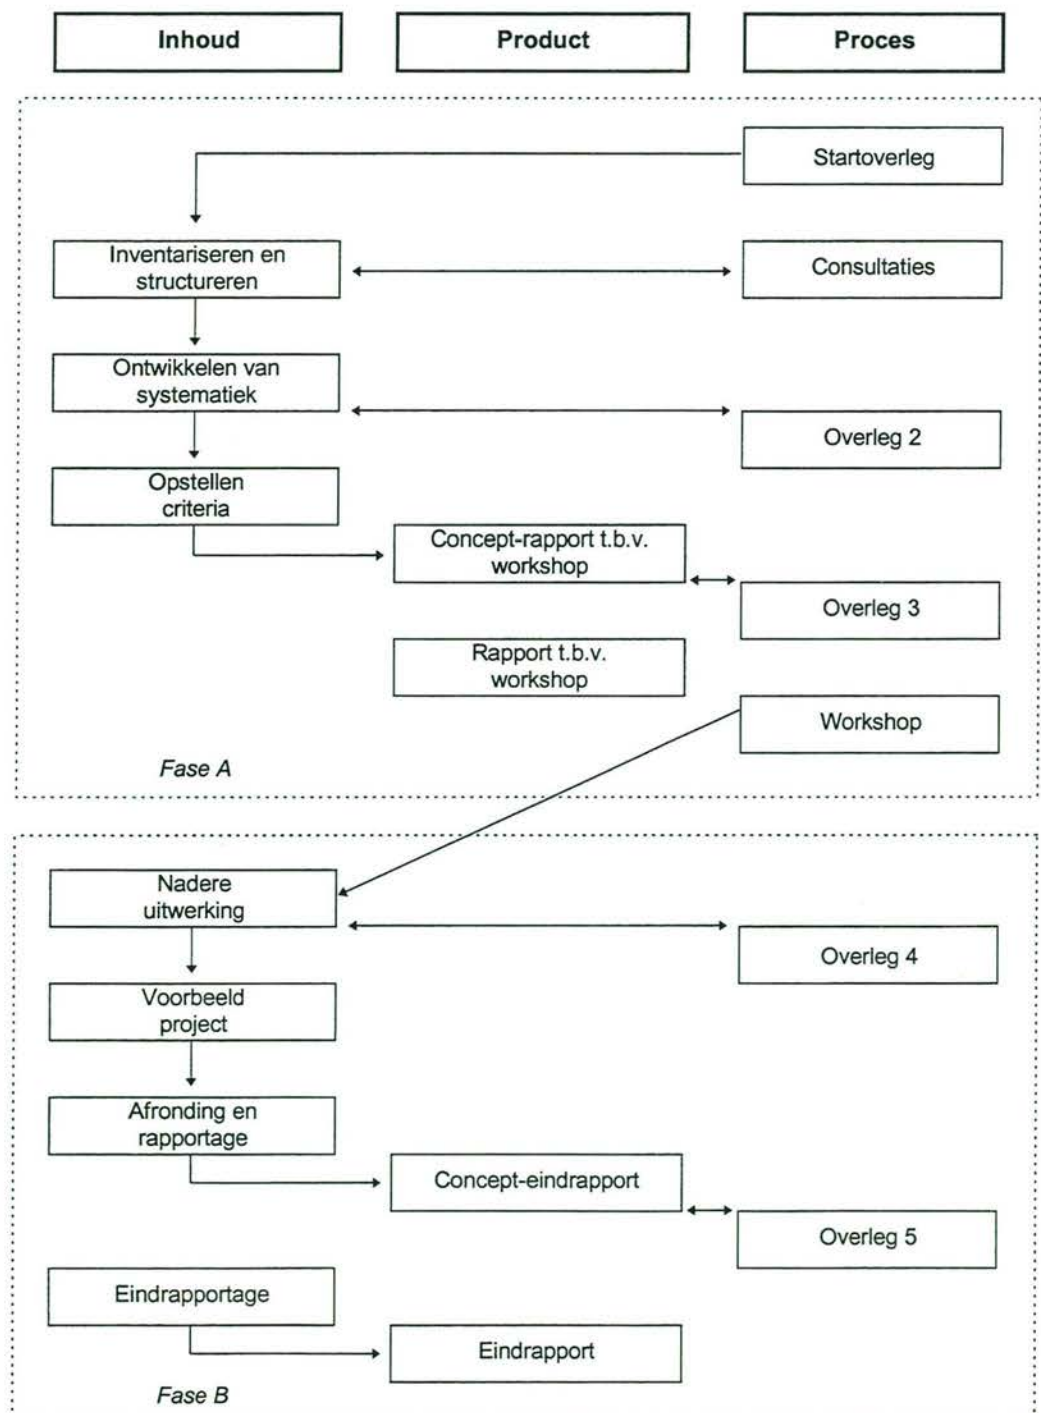 Inhoud
Product
Proces
Startoverleg
Inventariseren en
structureren
Consultaties
Ontwikkelen van
systematiek
Overleg 2
Opstellen
criteria
Concept-rapport t.b.v.
workshop
Overleg 3
Rapport t.b.v.
workshop
Workshop
Fase A
Nadere
uitwerking
Overleg 4
Voorbeeld
project
Afronding en
rapportage
Concept-eindrapport
Overleg 5
Eindrapportage
Eindrapport
Fase B